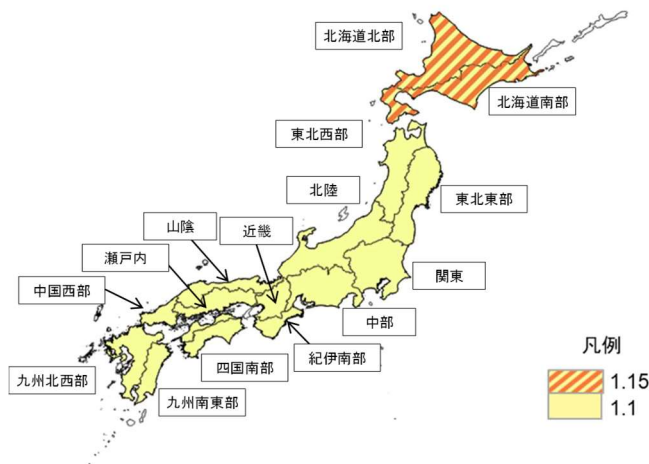 北海道北部
北海道南部
東北西部
北陸
東北東部
山陰
近畿
瀬戸内
関東
中国西部
中部
凡例
四国南部
紀伊南部
九州北西部
1.15
九州南東部
1.1